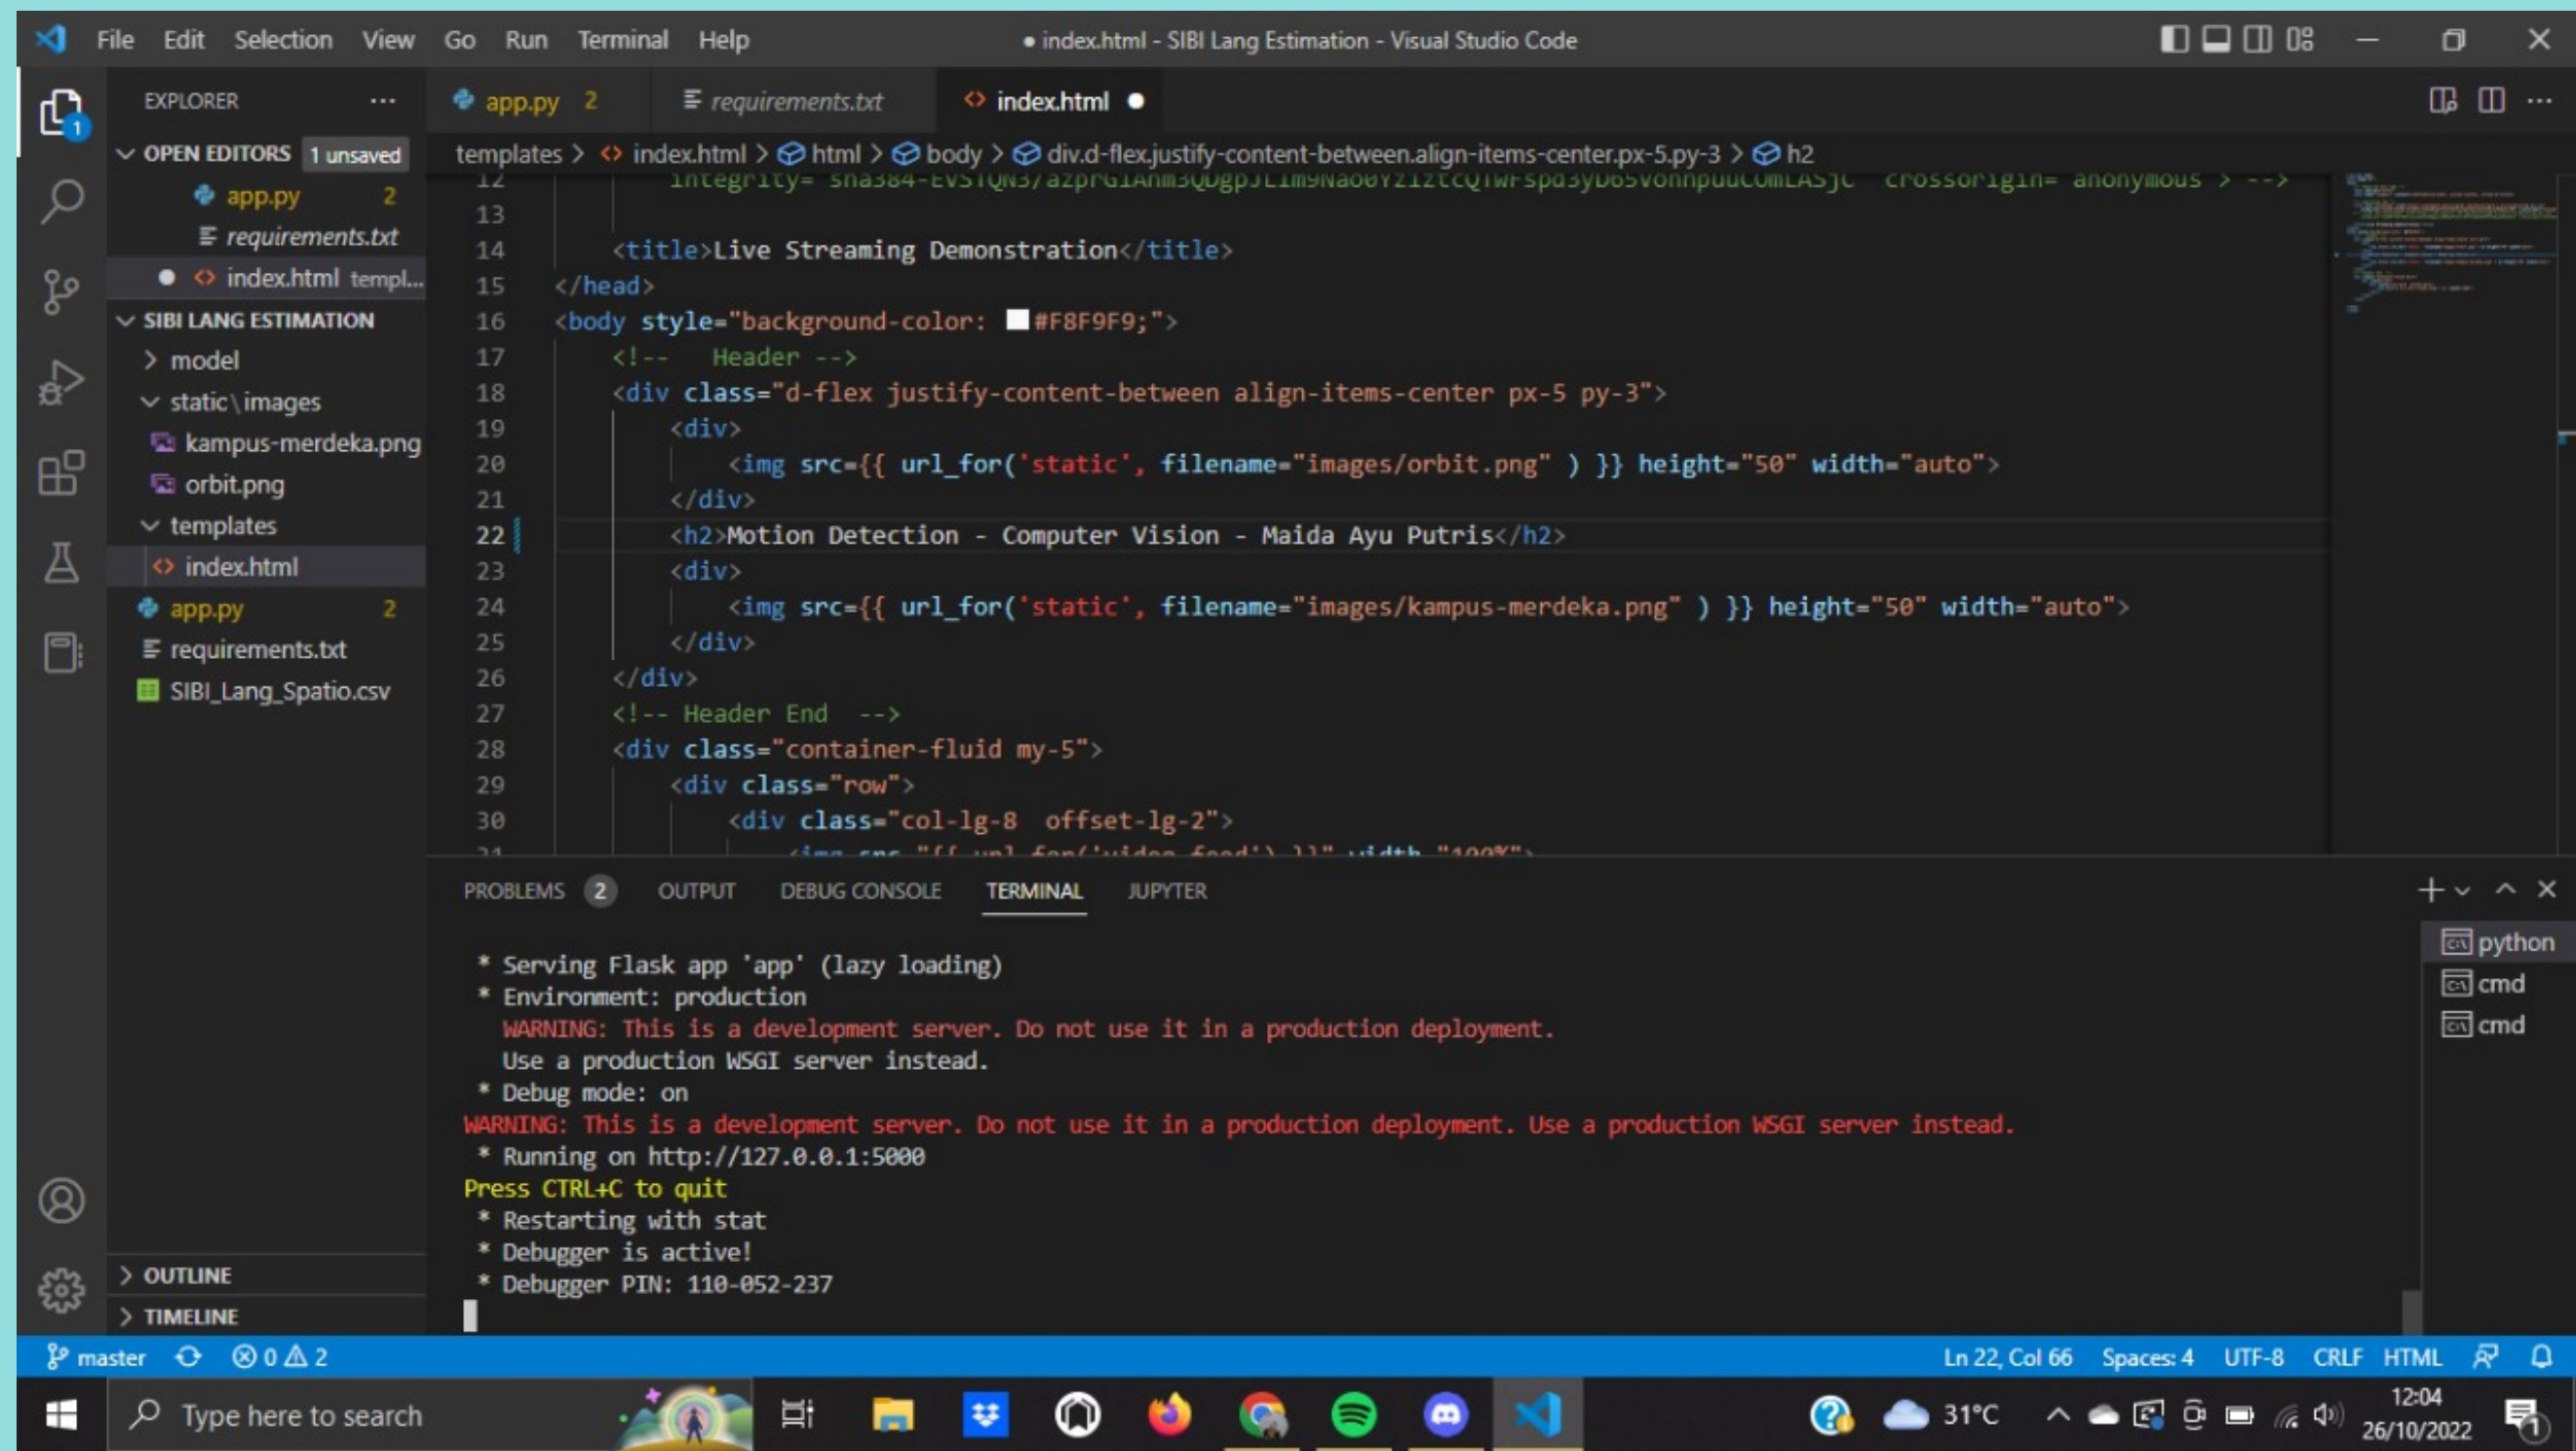 File Edit Selection View Go Run Terminal Help
● index.html - SIBI Lang Estimation - Visual Studio Code
EXPLORER
OPEN EDITORS 1 unsaved
app.py 2
requirements.txt
index.html templ...
SIBI LANG ESTIMATION
model
static\images
kampus-merdeka.png
orbit.png
templates
index.html
app.py 2
requirements.txt
SIBI_Lang_Spatio.csv
OUTLINE
TIMELINE
app.py 2 requirements.txt index.html ●
templates > index.html > html > body > div.d-flex.justify-content-between.align-items-center.px-5.py-3 > h2
12 crossorigin= anonymous > -->
13
14 <title>Live Streaming Demonstration</title>
15 </head>
16 <body style="background-color: #F8F9F9;">
17 <!-- Header -->
18 <div class="d-flex justify-content-between align-items-center px-5 py-3">
19 <div>
20 <img src={{ url_for('static', filename="images/orbit.png" ) }} height="50" width="auto">
21 </div>
22 <h2>Motion Detection - Computer Vision - Maida Ayu Putris</h2>
23 <div>
24 <img src={{ url_for('static', filename="images/kampus-merdeka.png" ) }} height="50" width="auto">
25 </div>
26 </div>
27 <!-- Header End -->
28 <div class="container-fluid my-5">
29 <div class="row">
30 <div class="col-lg-8 offset-lg-2">
PROBLEMS 2 OUTPUT DEBUG CONSOLE TERMINAL JUPYTER
* Serving Flask app 'app' (lazy loading)
* Environment: production
WARNING: This is a development server. Do not use it in a production deployment.
Use a production WSGI server instead.
* Debug mode: on
WARNING: This is a development server. Do not use it in a production deployment. Use a production WSGI server instead.
* Running on http://127.0.0.1:5000
Press CTRL+C to quit
* Restarting with stat
* Debugger is active!
* Debugger PIN: 110-052-237
python
cmd
cmd
master 0 2
Ln 22, Col 66 Spaces: 4 UTF-8 CRLF HTML
Type here to search
31°C
12:04
26/10/2022
1